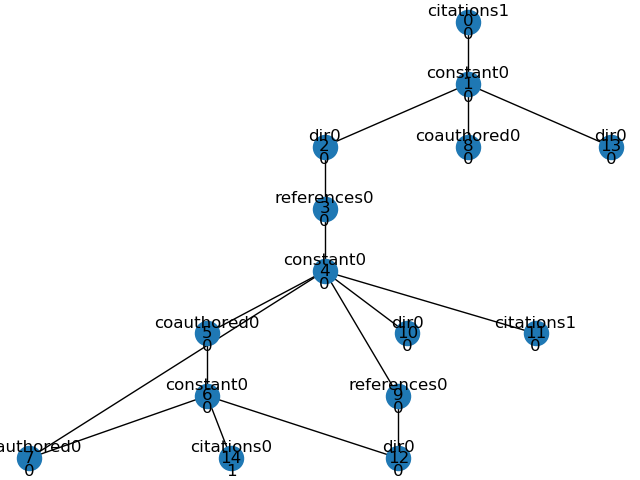 citations1
0
0
constant0
1
0
dir0
2
0
coauthored0
8
0
dir0
13
0
references0
3
0
constant0
4
0
coauthored0
5
0
dir0
10
0
citations1
11
0
constant0
6
0
references0
9
0
authored0
7
0
citations0
14
1
dir0
12
0